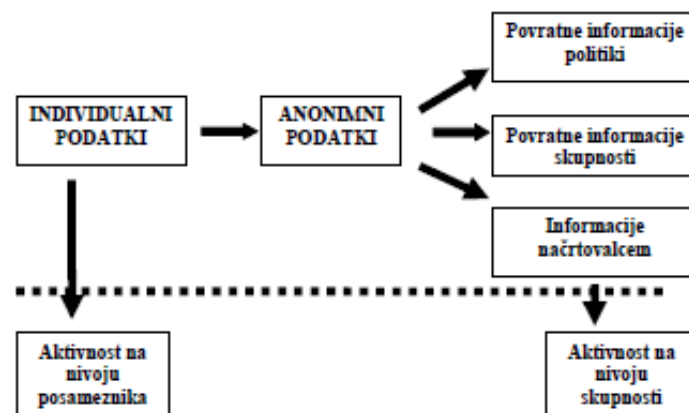 Povratne informacije
politiki
INDIVIDUALNI
PODATKI
ANONIMNI
PODATKI
Povratne informacije
skupnosti
Informacije
načrtovalcem
Aktivnost na
nivoju
posameznika
Aktivnost na
nivoju
skupnosti